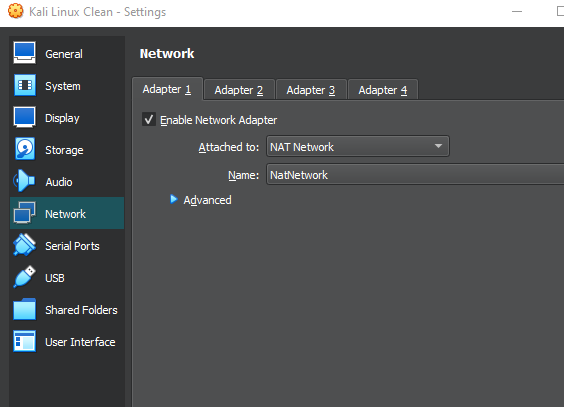 Kali Linux Clean - Settings
General
System
Display
Storage
Audio
Network
Serial Ports
USB
Shared Folders
User Interface
Network
Adapter 1 Adapter 2 Adapter 3 Adapter 4
Enable Network Adapter
Attached to: NAT Network
Name: NatNetwork
Advanced